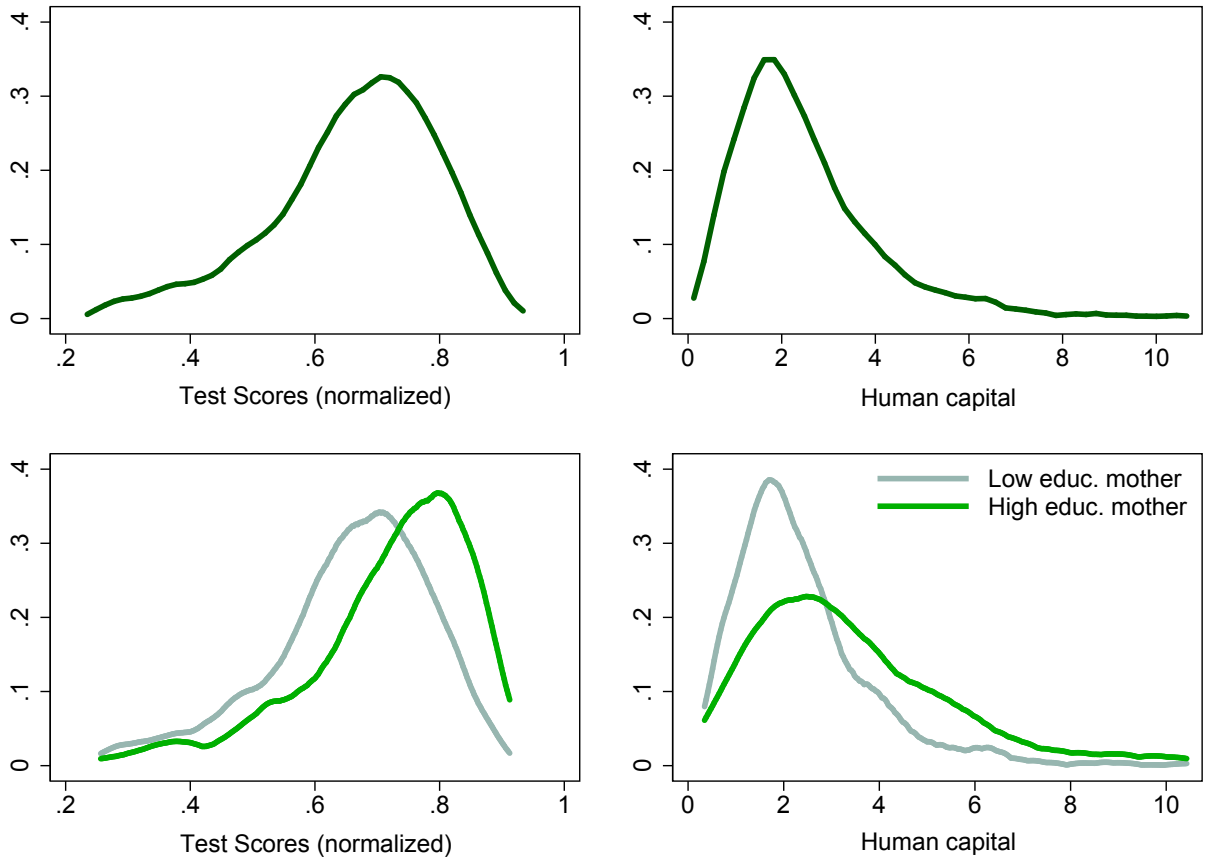 .4
.3
.2
.1
0
.2 .4 .6 .8 1
Test Scores (normalized)
.4
.3
.2
.1
0
0 2 4 6 8 10
Human capital
.4
.3
.2
.1
0
.2 .4 .6 .8 1
Test Scores (normalized)
Low educ. mother
High educ. mother
.4
.3
.2
.1
0
0 2 4 6 8 10
Human capital